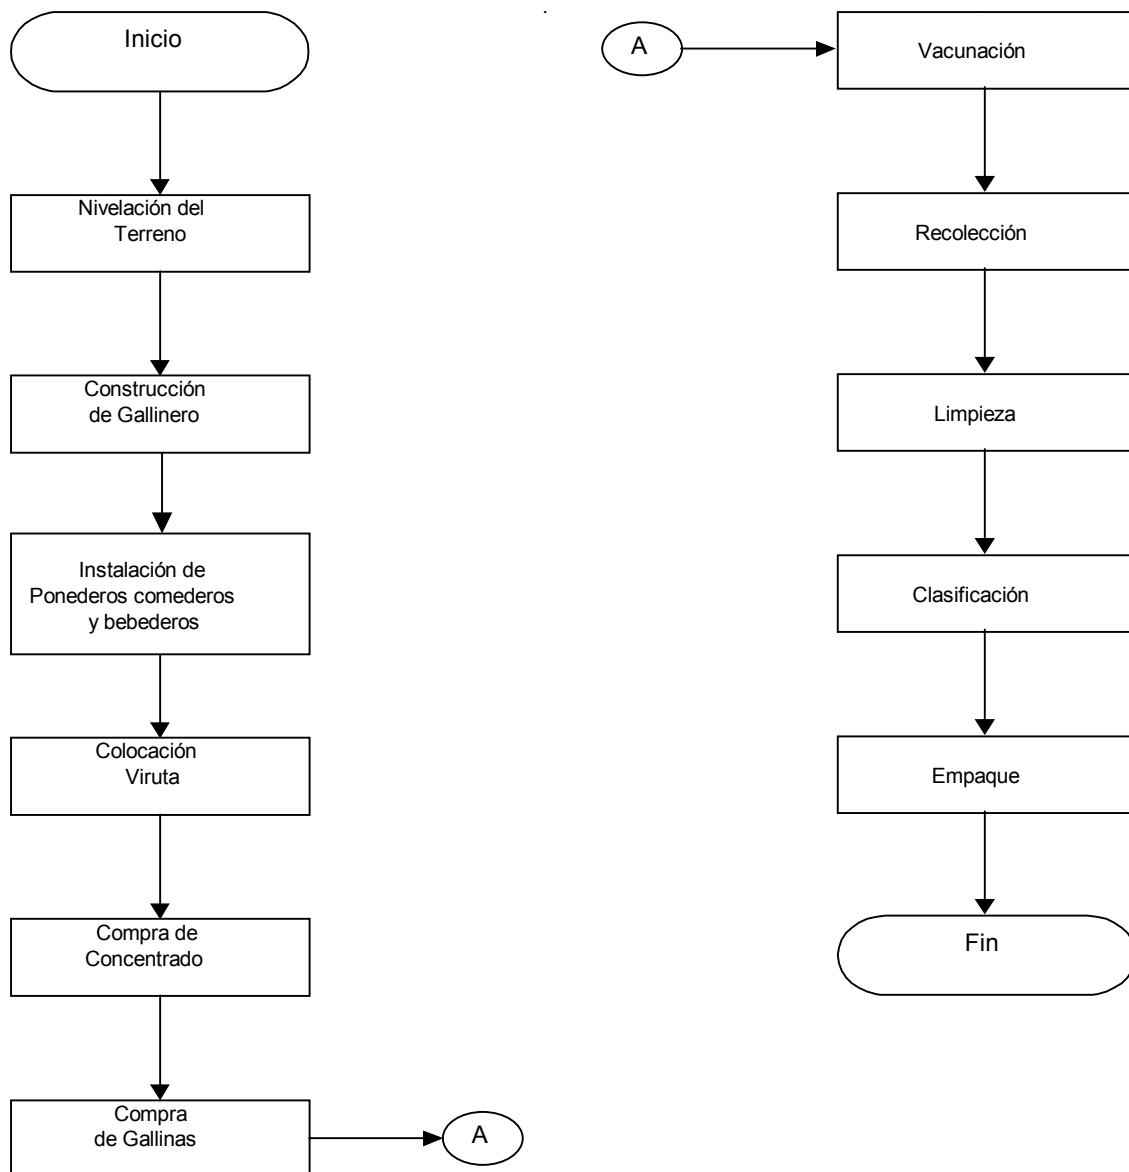 Inicio
Nivelación del
Terreno
Construcción
de Gallinero
Instalación de
Ponederos comederos
y bebederos
Colocación
Viruta
Compra de
Concentrado
Compra
de Gallinas
A
A
Vacunación
Recolección
Limpieza
Clasificación
Empaque
Fin